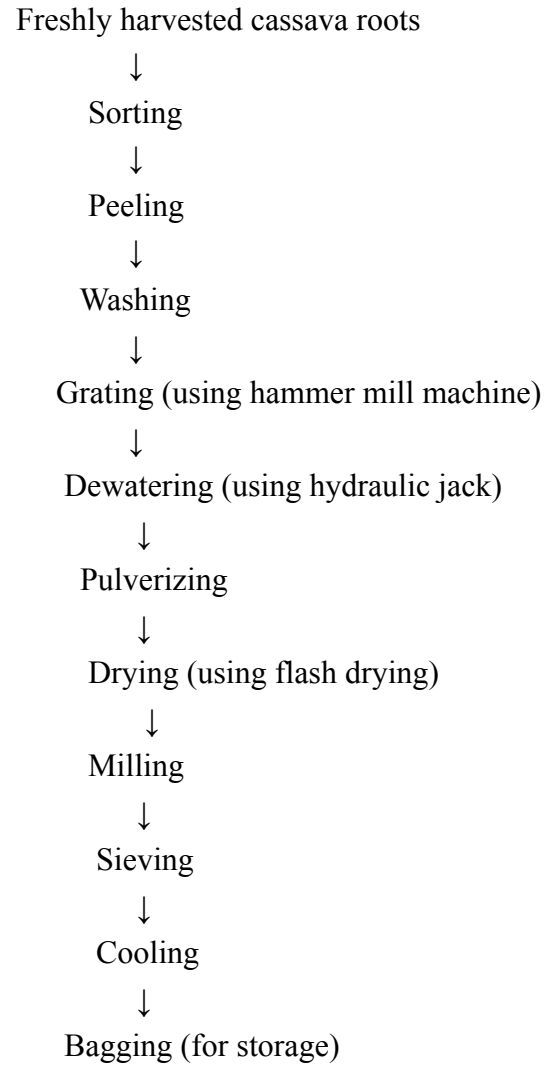 Freshly harvested cassava roots
↓
Sorting
↓
Peeling
↓
Washing
↓
Grating (using hammer mill machine)
↓
Dewatering (using hydraulic jack)
↓
Pulverizing
↓
Drying (using flash drying)
↓
Milling
↓
Sieving
↓
Cooling
↓
Bagging (for storage)